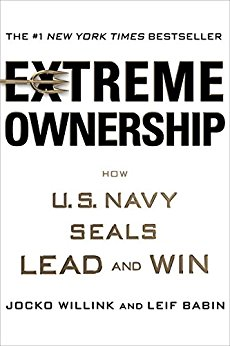 THE #1 NEW YORK TIMES BESTSELLER
EXTREME
OWNERSHIP
HOW
U.S. NAVY
SEALS
LEAD AND WIN
JOCKO WILLINK AND LEIF BABIN